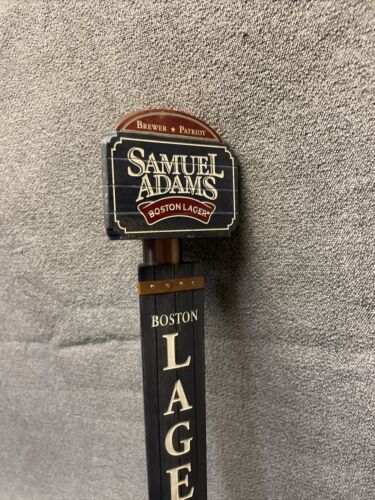 BREWER ★ PATRIOT
SAMUEL
ADAMS
BOSTON LAGER®
BOSTON
LAGE